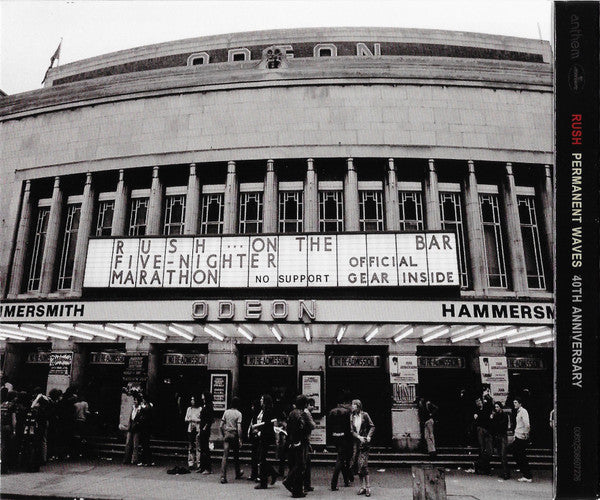 ODEON
RUSH ... ON THE BAR
FIVE-NIGHTER OFFICIAL
MARATHON NO SUPPORT GEAR INSIDE
MMERSMITH
ODEON
HAMMERSM
anthem
RUSH PERMANENT WAVES 40TH ANNIVERSARY